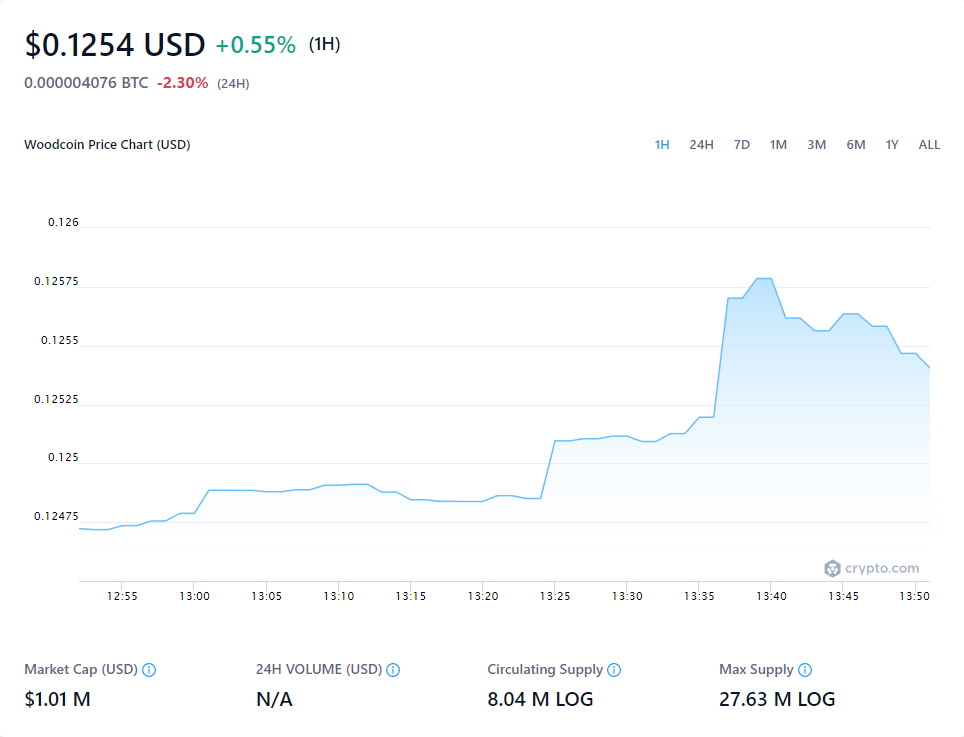 $0.1254 USD +0.55% (1H)
0.000004076 BTC -2.30% (24H)
Woodcoin Price Chart (USD) 1H 24H 7D 1M 3M 6M 1Y ALL
0.126
0.12575
0.1255
0.12525
0.125
0.12475
crypto.com
12:55 13:00 13:05 13:10 13:15 13:20 13:25 13:30 13:35 13:40 13:45 13:50
Market Cap (USD) 24H VOLUME (USD) Circulating Supply Max Supply
$1.01 M N/A 8.04 M LOG 27.63 M LOG